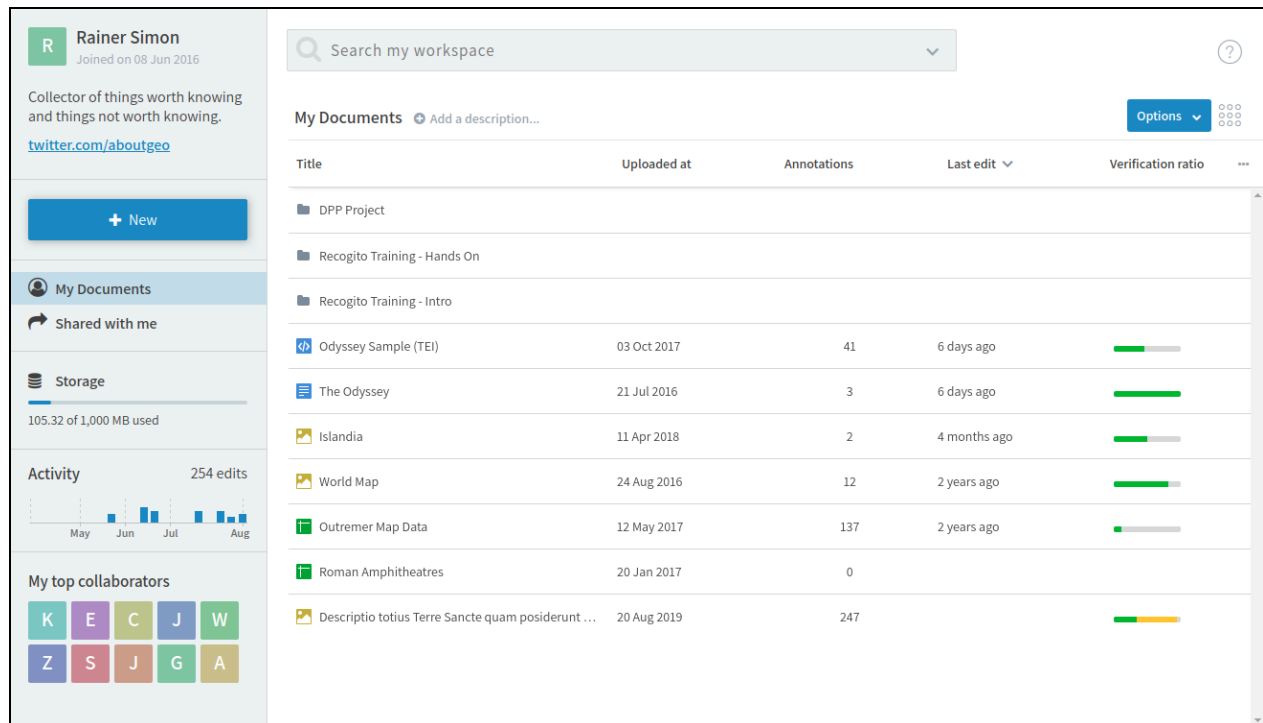 R
Rainer Simon
Joined on 08 Jun 2016
Collector of things worth knowing
and things not worth knowing.
twitter.com/aboutgeo
+ New
My Documents
Shared with me
Storage
105.32 of 1,000 MB used
Activity 254 edits
May Jun Jul Aug
My top collaborators
K E C J W
Z S J G A
Search my workspace
?
My Documents Add a description...
Options
Title Uploaded at Annotations Last edit Verification ratio ...
DPP Project
Recogito Training - Hands On
Recogito Training - Intro
Odyssey Sample (TEI) 03 Oct 2017 41 6 days ago
The Odyssey 21 Jul 2016 3 6 days ago
Islandia 11 Apr 2018 2 4 months ago
World Map 24 Aug 2016 12 2 years ago
Outremer Map Data 12 May 2017 137 2 years ago
Roman Amphitheatres 20 Jan 2017 0
Descriptio totius Terre Sancte quam posiderunt ... 20 Aug 2019 247